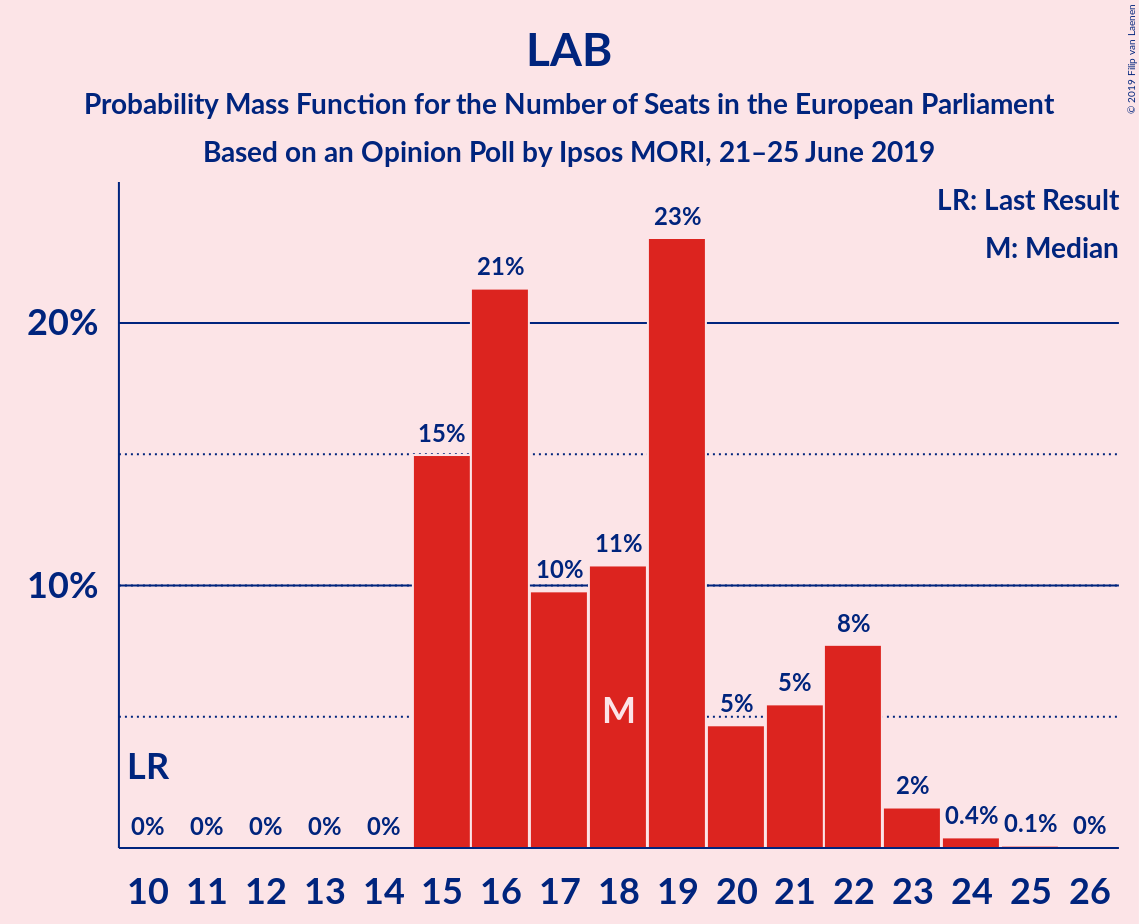 LAB
Probability Mass Function for the Number of Seats in the European Parliament
Based on an Opinion Poll by Ipsos MORI, 21–25 June 2019
© 2019 Filip van Laenen
LR: Last Result
M: Median
20%
10%
0%
0%
0%
0%
0%
15%
21%
10%
11%
23%
5%
5%
8%
2%
0.4%
0.1%
0%
LR
M
10 11 12 13 14 15 16 17 18 19 20 21 22 23 24 25 26